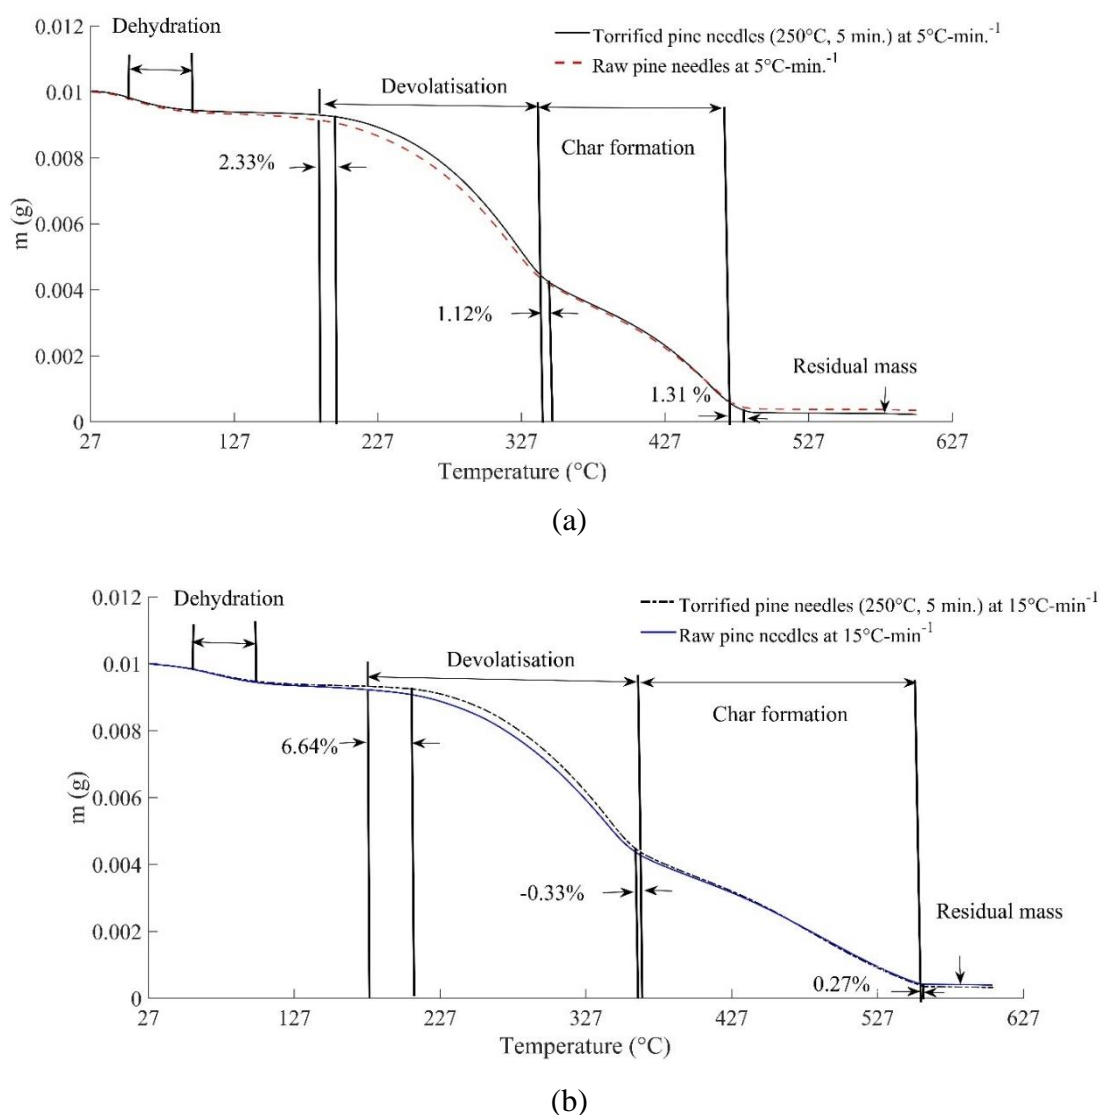 0.012
Dehydration
Torrified pine needles (250°C, 5 min.) at 5°C-min.-1
Raw pine needles at 5°C-min.-1
0.01
Devolatisation
0.008
Char formation
2.33%
m (g)
0.006
0.004
1.12%
0.002
1.31 %
Residual mass
0
27 127 227 327 427 527 627
Temperature (°C)
(a)
0.012
Dehydration
Torrified pine needles (250°C, 5 min.) at 15°C-min-1
Raw pine needles at 15°C-min-1
0.01
Devolatisation
Char formation
0.008
6.64%
m (g)
0.006
0.004
-0.33%
0.002
Residual mass
0.27%
0
27 127 227 327 427 527 627
Temperature (°C)
(b)